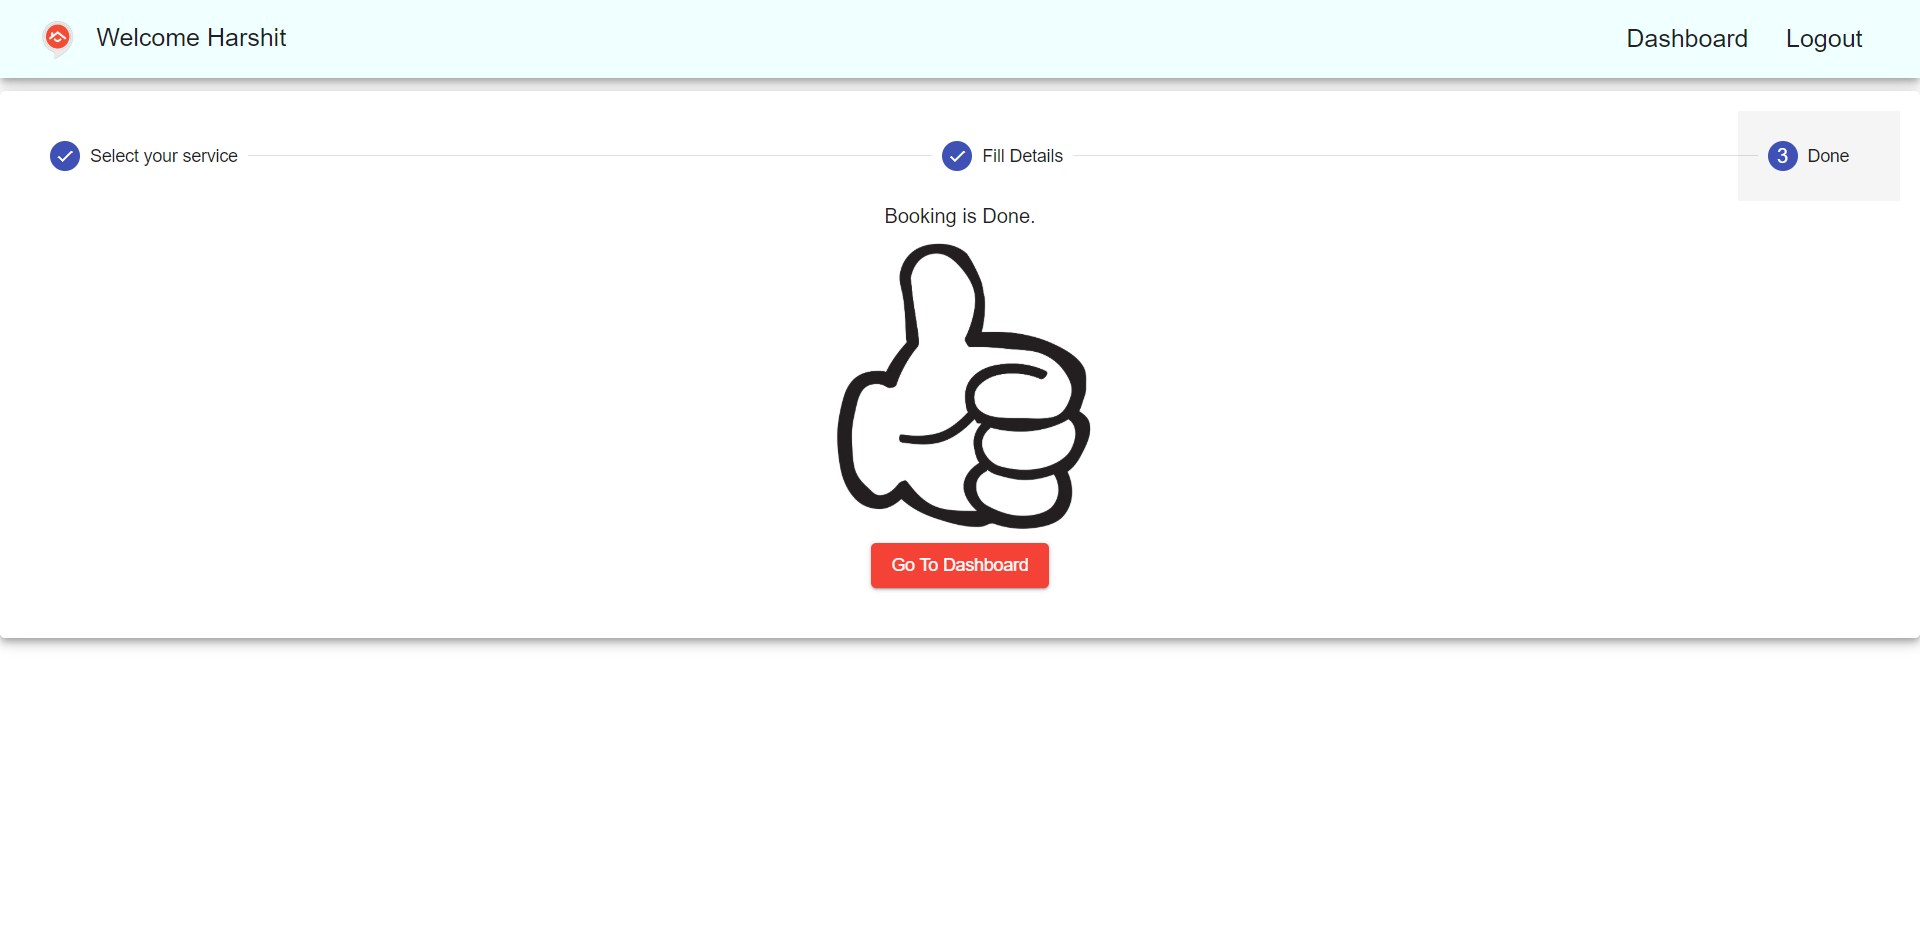 Welcome Harshit
Dashboard Logout
Select your service
Fill Details
3 Done
Booking is Done.
Go To Dashboard